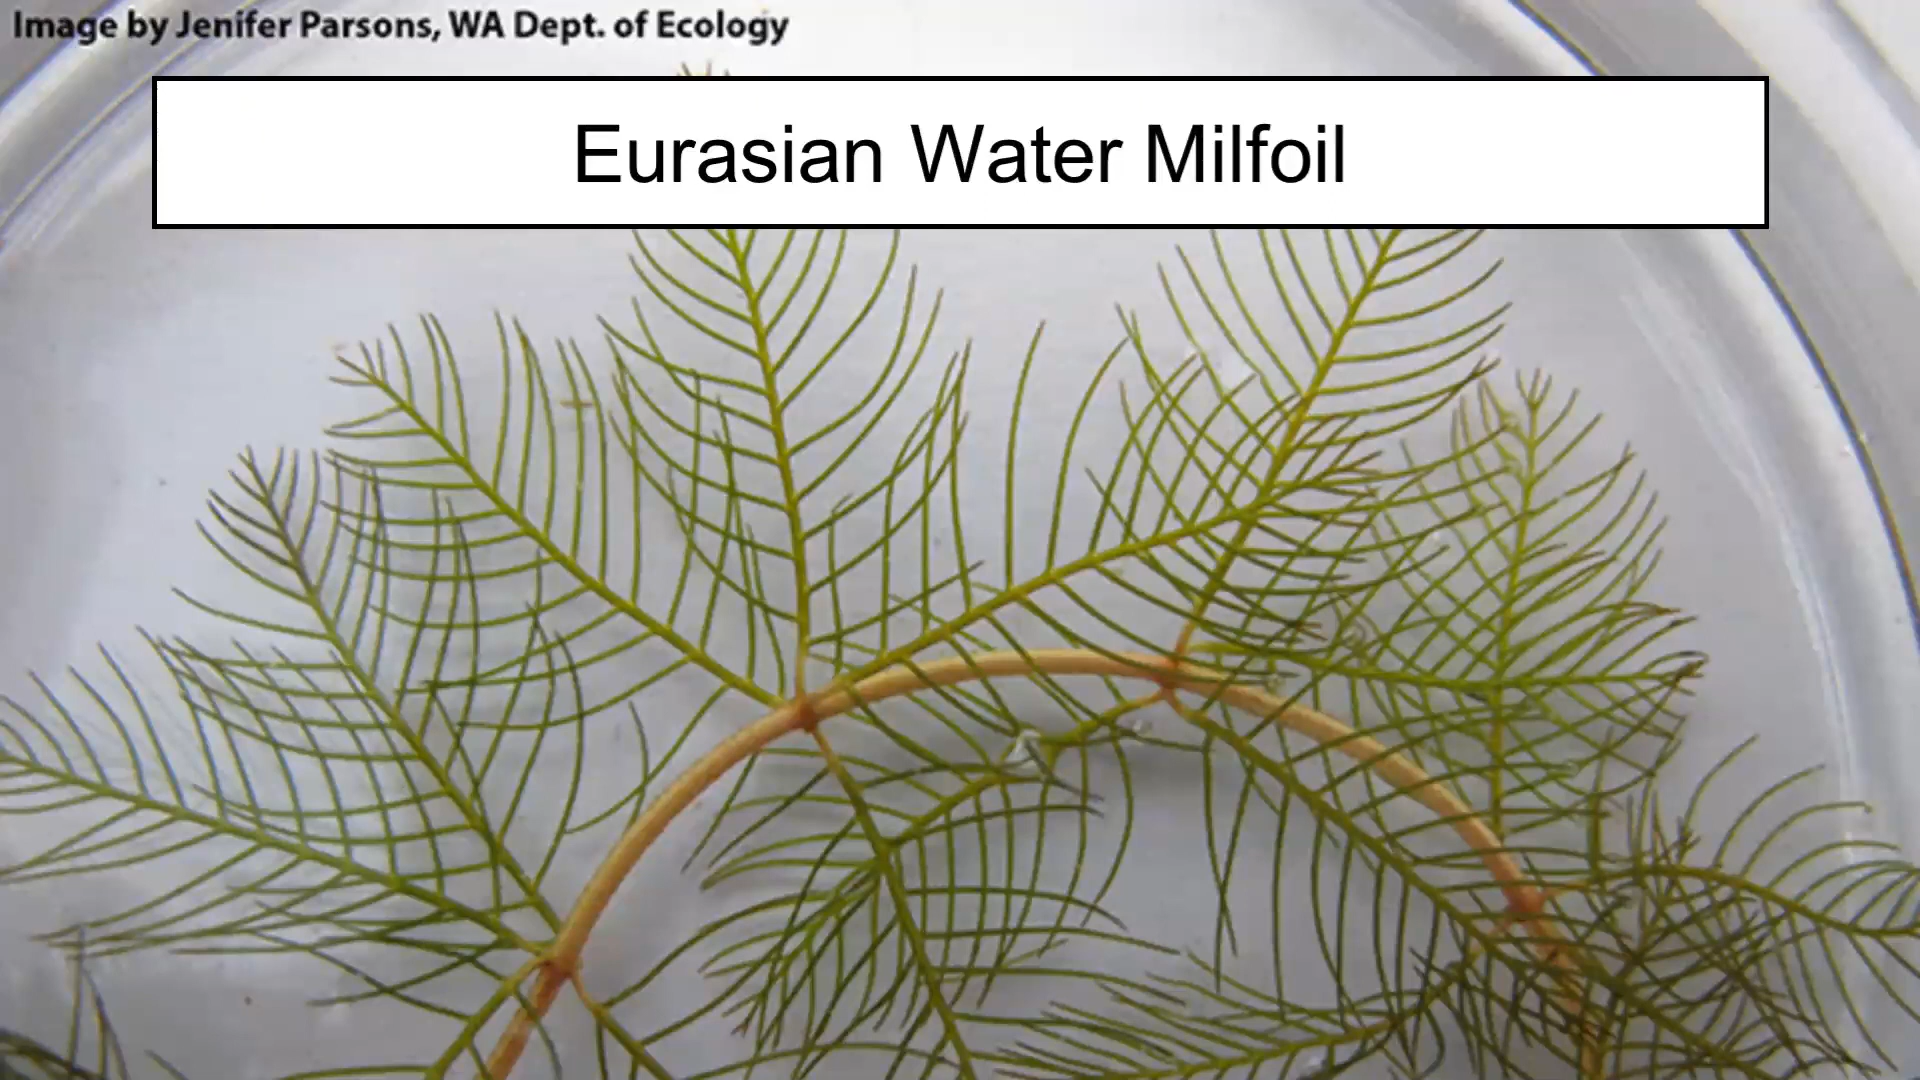 Image by Jenifer Parsons, WA Dept. of Ecology
Eurasian Water Milfoil